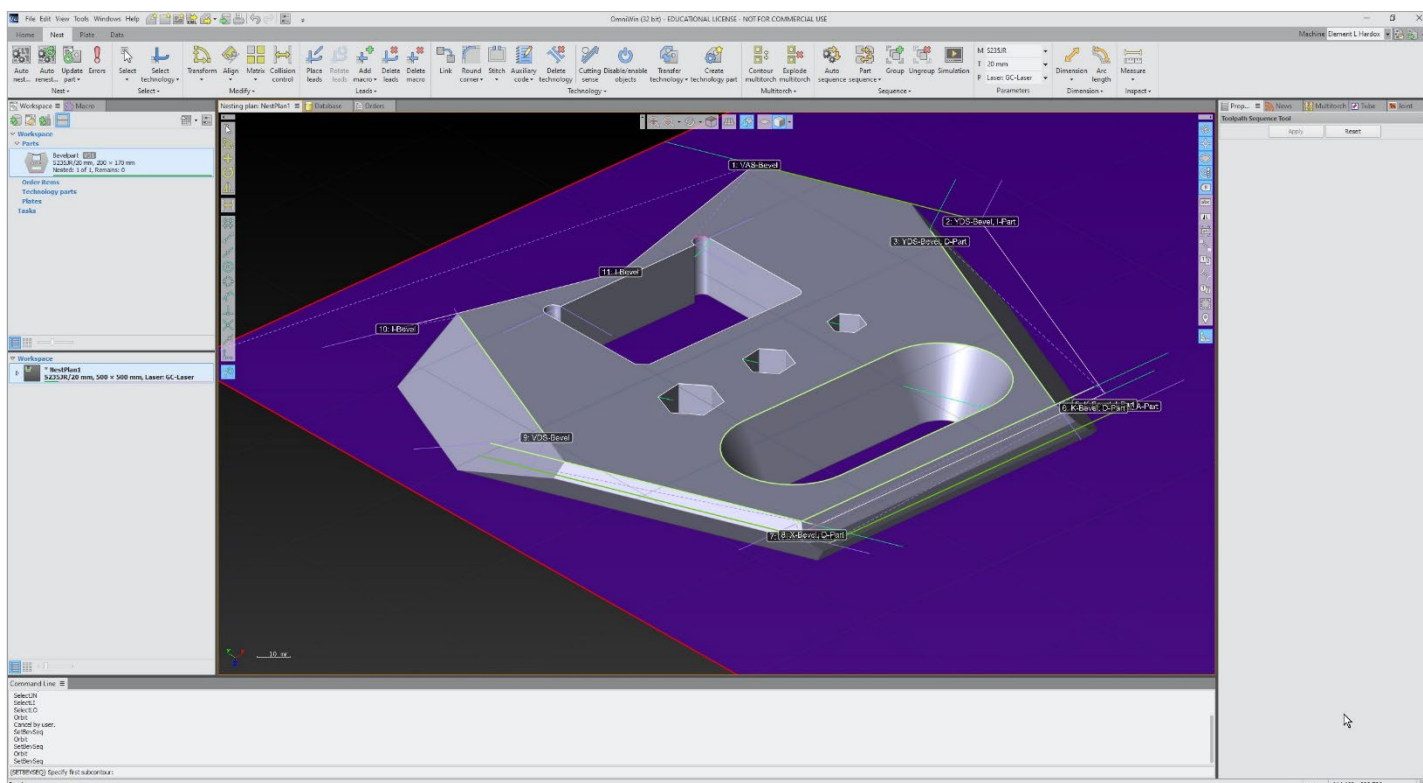 File Edit View Tools Windows Help
OmniWin (32 bit) - EDUCATIONAL LICENSE - NOT FOR COMMERCIAL USE
Home Nest Plate Data
Machine Element L Hardox
Auto nest... Auto renest... Update part Errors
Select Select technology
Transform Align Matrix Collision control
Place leads Rotate leads Add macro Delete leads Delete macro
Link Round corner Stitch Auxiliary code Delete technology Cutting sense Disable/enable objects Transfer technology Create technology part
Contour multitorch Explode multitorch
Auto sequence Part sequence Group Ungroup Simulation
M S235JR
T 20 mm
P Laser: GC-Laser
Dimension Arc length
Measure
Nest Select Modify Leads Technology Multitorch Sequence Parameters Dimension Inspect
Workspace Macro
Nesting plan: NestPlan1 Database Orders
Prop... News Multitorch Tube Joint
Toolpath Sequence Tool
Apply Reset
Workspace
Parts
Bevelpart
S235JR/20 mm, 200 × 170 mm
Nested: 1 of 1, Remains: 0
Order Items
Technology parts
Plates
Tasks
1: VAS-Bevel
2: YDS-Bevel, I-Part
3: YDS-Bevel, D-Part
11: I-Bevel
10: I-Bevel
6: K-Bevel, D-Part
A-Part
9: VDS-Bevel
7:
8: X-Bevel, D-Part
Workspace
* NestPlan1
S235JR/20 mm, 500 × 500 mm, Laser: GC-Laser
Command Line
SelectIN
SelectLI
SelectLO
Orbit
Cancel by user.
SetBevSeq
Orbit
SetBevSeq
Orbit
SetBevSeq
(SETBEVSEQ) Specify first subcontour: